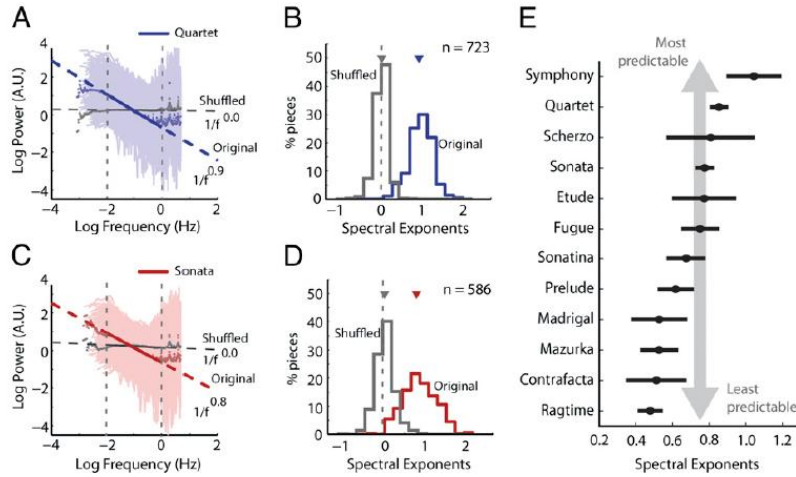 A
Quartet
Log Power (A.U.)
4
2
0
−2
−4
Shuffled
1/f 0.0
Original
1/f 0.9
−4
−2
0
2
4
Log Frequency (Hz)
B
n = 723
% pieces
50
40
30
20
10
0
Shuffled
Original
−1
0
1
2
3
Spectral Exponents
C
Sonata
Log Power (A.U.)
4
2
0
−2
−4
Shuffled
1/f 0.0
Original
1/f 0.8
−4
−2
0
2
4
Log Frequency (Hz)
D
n = 586
% pieces
50
40
30
20
10
0
Shuffled
Original
−1
0
1
2
3
Spectral Exponents
E
Most
predictable
Symphony
Quartet
Scherzo
Sonata
Etude
Fugue
Sonatina
Prelude
Madrigal
Mazurka
Contrafacta
Ragtime
Least
predictable
0.2
0.4
0.6
0.8
1.0
1.2
Spectral Exponents